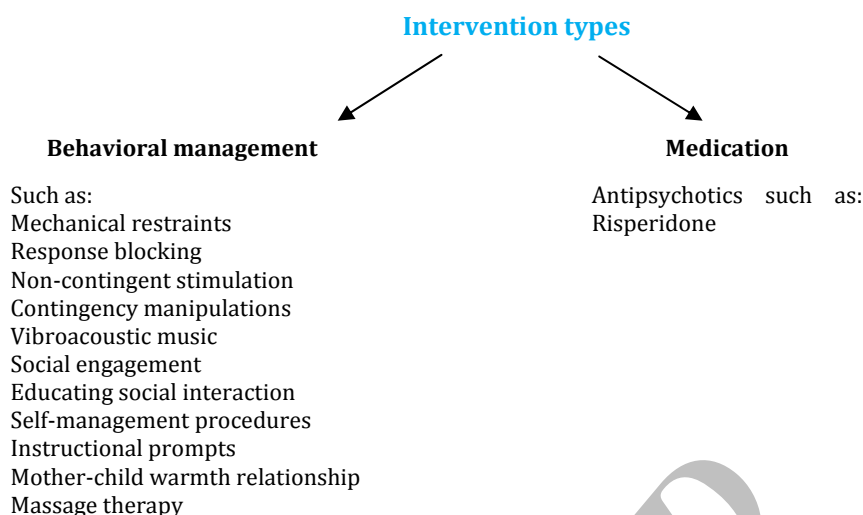 Intervention types
Behavioral management
Medication
Such as:
Mechanical restraints
Response blocking
Non-contingent stimulation
Contingency manipulations
Vibroacoustic music
Social engagement
Educating social interaction
Self-management procedures
Instructional prompts
Mother-child warmth relationship
Massage therapy
Antipsychotics such as:
Risperidone